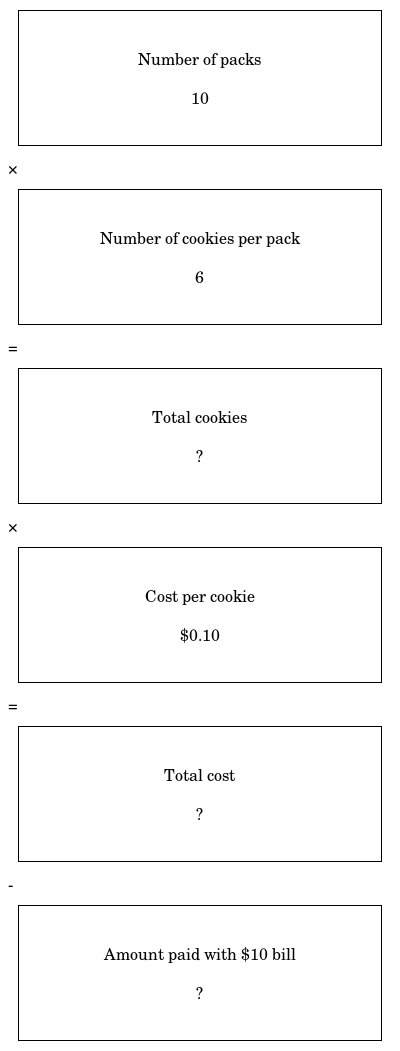 Number of packs
10
×
Number of cookies per pack
6
=
Total cookies
?
×
Cost per cookie
$0.10
=
Total cost
?
-
Amount paid with $10 bill
?